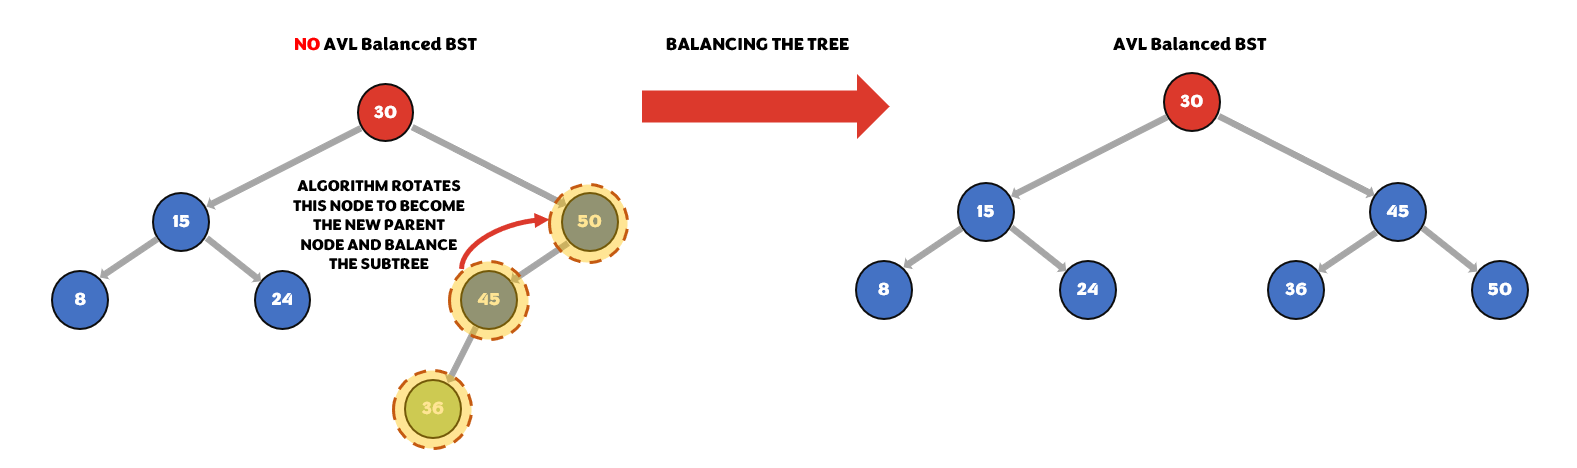 NO AVL Balanced BST
BALANCING THE TREE
AVL Balanced BST
30
ALGORITHM ROTATES
THIS NODE TO BECOME
THE NEW PARENT
NODE AND BALANCE
THE SUBTREE
15
50
8
24
45
36
30
15
45
8
24
36
50